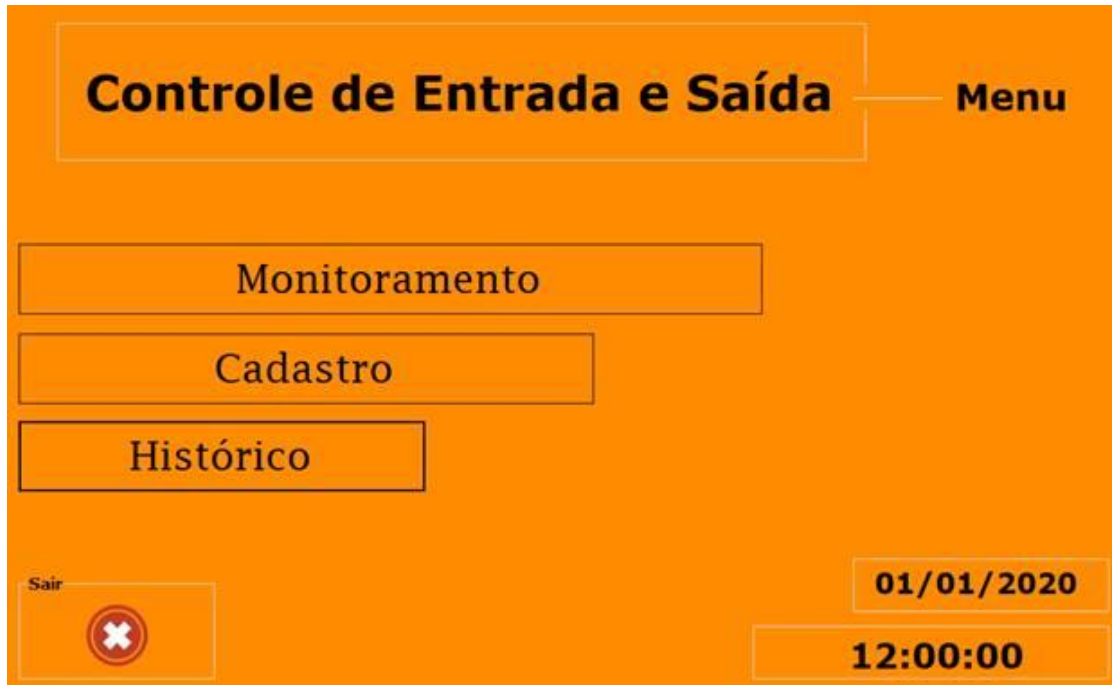 Controle de Entrada e Saída
Menu
Monitoramento
Cadastro
Histórico
Sair
01/01/2020
12:00:00